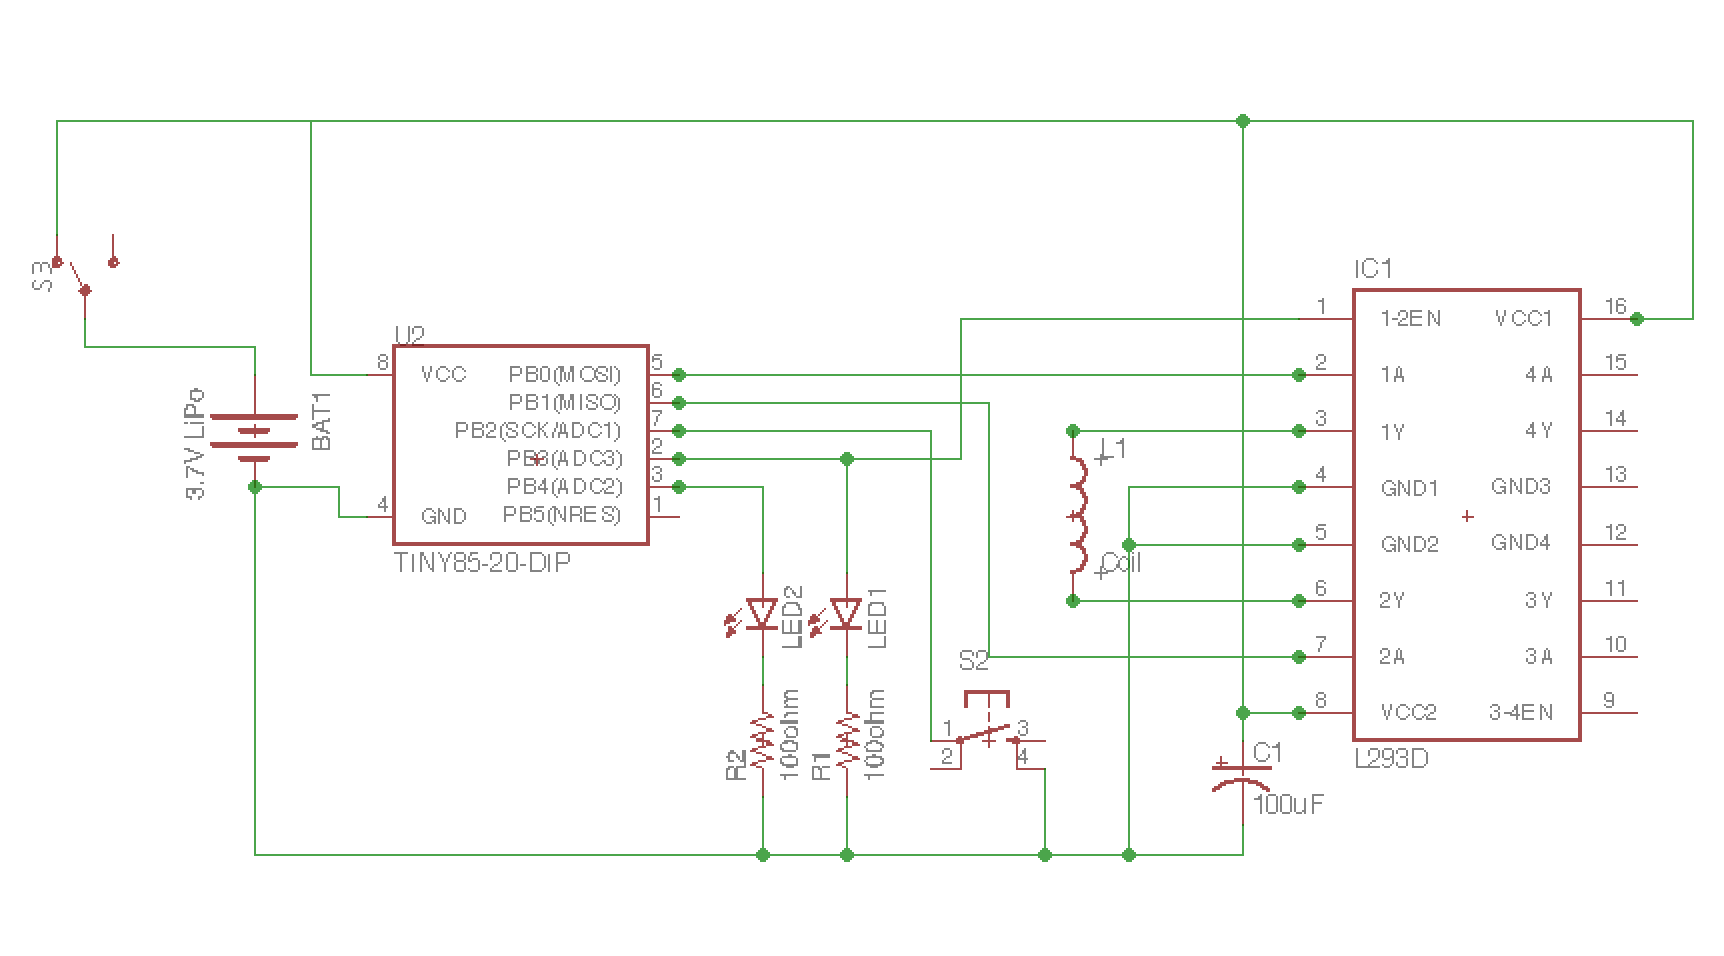 S3
3.7V LiPo
BAT1
U2
8
VCC
4
GND
PB0(MOSI)
5
PB1(MISO)
6
PB2(SCK/ADC1)
7
PB3(ADC3)
2
PB4(ADC2)
3
PB5(NRES)
1
TINY85-20-DIP
LED2
LED1
R2
100ohm
R1
100ohm
S2
1
3
2
4
L1
Coil
C1
+
100uF
IC1
1
1-2EN
VCC1
16
2
1A
4A
15
3
1Y
4Y
14
4
GND1
GND3
13
5
GND2
GND4
12
6
2Y
3Y
11
7
2A
3A
10
8
VCC2
3-4EN
9
L293D